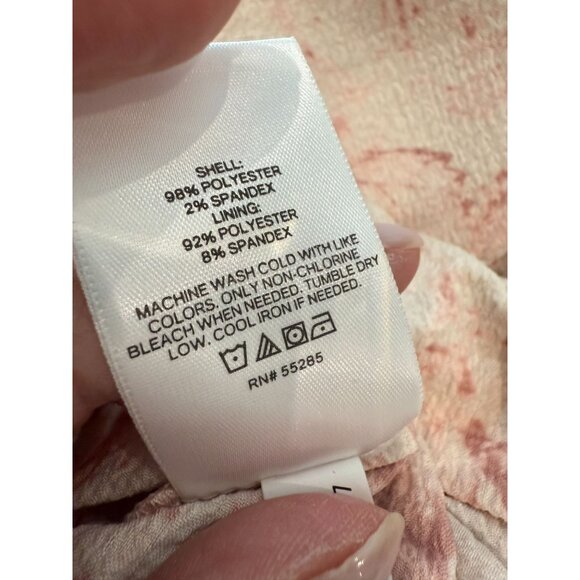 SHELL:
98% POLYESTER
2% SPANDEX
LINING:
92% POLYESTER
8% SPANDEX
MACHINE WASH COLD WITH LIKE
COLORS. ONLY NON-CHLORINE
BLEACH WHEN NEEDED. TUMBLE DRY
LOW. COOL IRON IF NEEDED.
RN# 55285